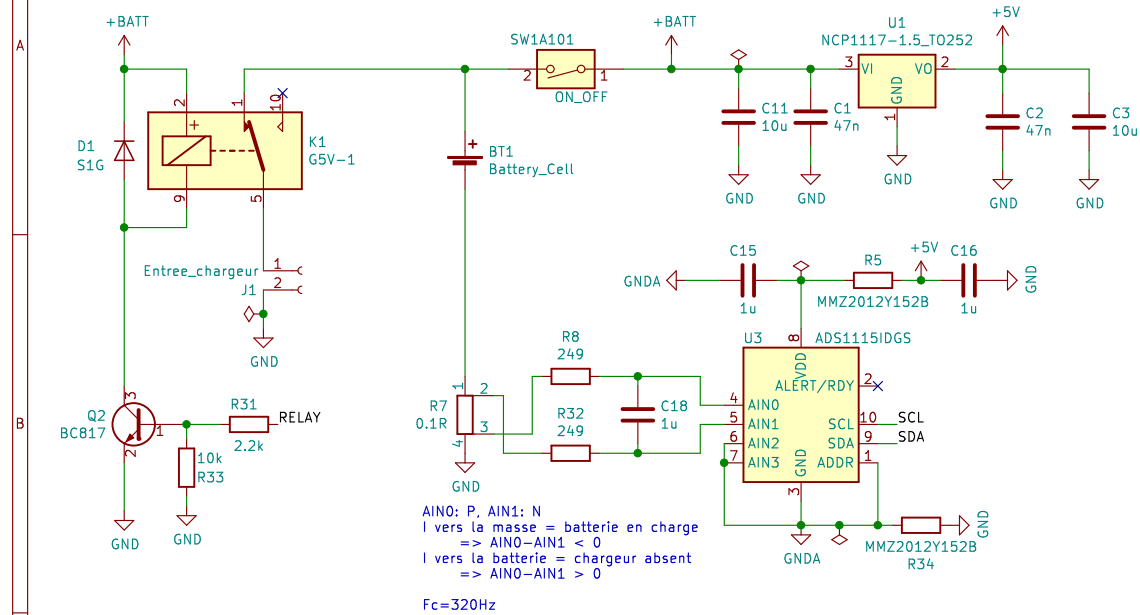 A
B
+BATT
2
1
10
+
K1
G5V-1
D1
S1G
9
5
Entree_chargeur
1
2
J1
GND
3
Q2
BC817
1
2
R31
RELAY
2.2k
10k
R33
GND
GND
SW1A101
2
1
ON_OFF
+BATT
+
BT1
Battery_Cell
U1
NCP1117-1.5_TO252
3
VI
VO
2
GND
1
GND
+5V
C11
10u
C1
47n
C2
47n
C3
10u
GND
GND
GND
GND
GNDA
C15
1u
R5
MMZ2012Y152B
+5V
C16
1u
GND
U3
ADS1115IDGS
8
VDD
ALERT/RDY
2
4
AIN0
5
AIN1
6
AIN2
7
AIN3
SCL
10
SCL
SDA
9
SDA
ADDR
1
GND
3
GNDA
GND
MMZ2012Y152B
R34
R8
249
R32
249
C18
1u
1
2
R7
0.1R
3
4
GND
AIN0: P, AIN1: N
I vers la masse = batterie en charge
=> AIN0-AIN1 < 0
I vers la batterie = chargeur absent
=> AIN0-AIN1 > 0
Fc=320Hz